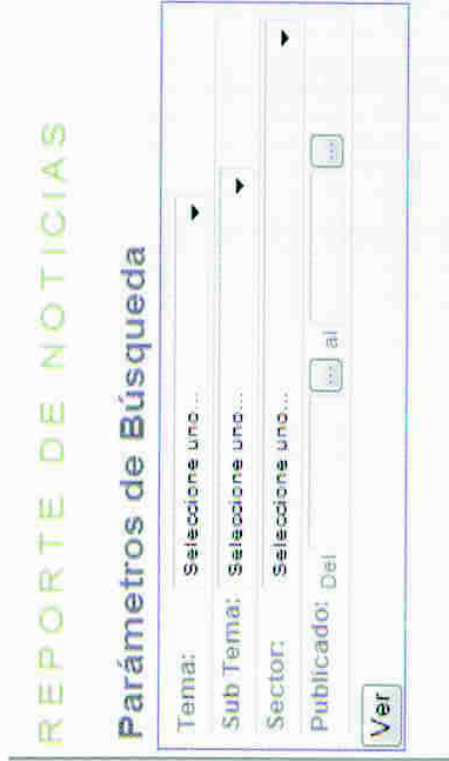 REPORTE DE NOTICIAS
Parámetros de Búsqueda
Tema: Seleccione uno...
Sub Tema: Seleccione uno...
Sector: Seleccione uno...
Publicado: Del ... al ...
Ver